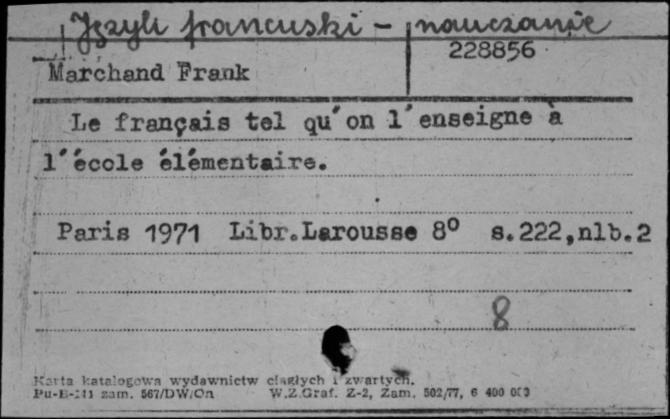 Język francuski - nauczanie
228856
Marchand Frank
Le français tel qu'on l'enseigne à
l'école élémentaire.
Paris 1971 Libr.Larousse 8º s.222,nlb.2
8
Karta katalogowa wydawnictw ciągłych i zwartych.
Pu-B-111 zam. 567/DW/On W.Z.Graf. Z-2, Zam. 502/77, 6 400 000